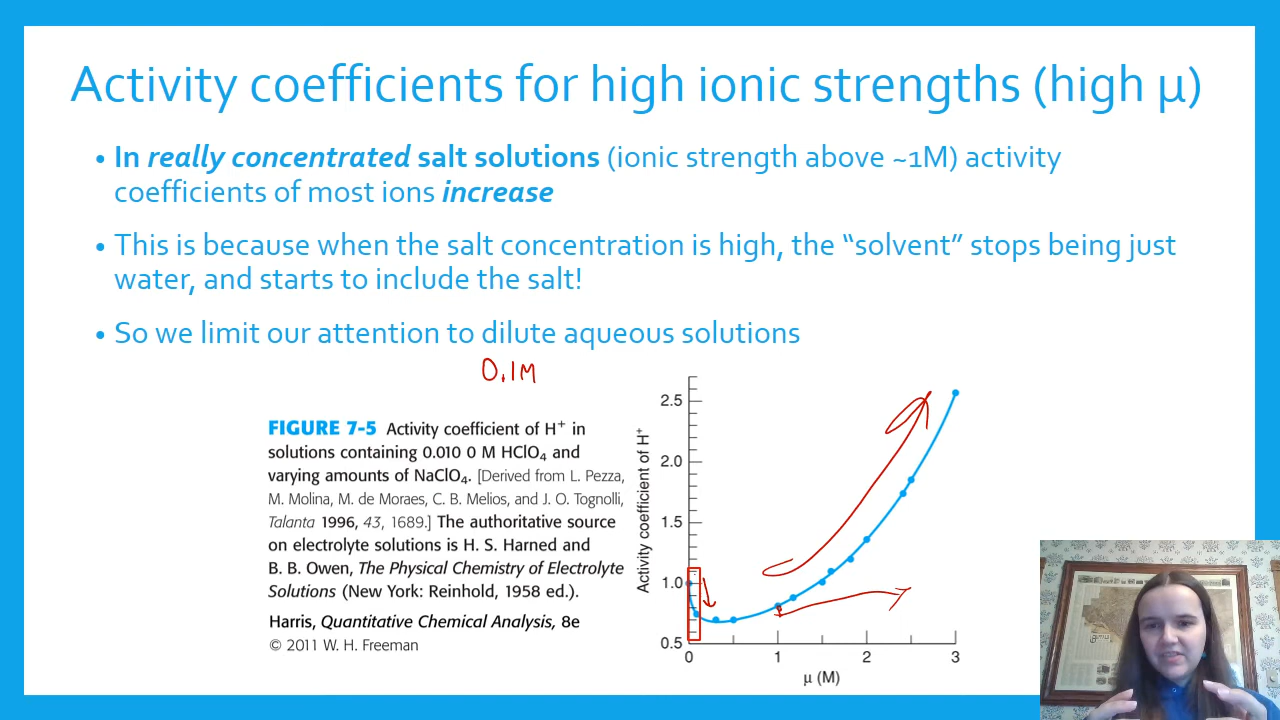 Activity coefficients for high ionic strengths (high µ)
• In really concentrated salt solutions (ionic strength above ~1M) activity
coefficients of most ions increase
• This is because when the salt concentration is high, the “solvent” stops being just
water, and starts to include the salt!
• So we limit our attention to dilute aqueous solutions
0.1M
FIGURE 7-5 Activity coefficient of H⁺ in
solutions containing 0.010 0 M HClO₄ and
varying amounts of NaClO₄. [Derived from L. Pezza,
M. Molina, M. de Moraes, C. B. Melios, and J. O. Tognolli,
Talanta 1996, 43, 1689.] The authoritative source
on electrolyte solutions is H. S. Harned and
B. B. Owen, The Physical Chemistry of Electrolyte
Solutions (New York: Reinhold, 1958 ed.).
Harris, Quantitative Chemical Analysis, 8e
© 2011 W. H. Freeman
Activity coefficient of H⁺
2.5
2.0
1.5
1.0
0.5
0 1 2 3
µ (M)